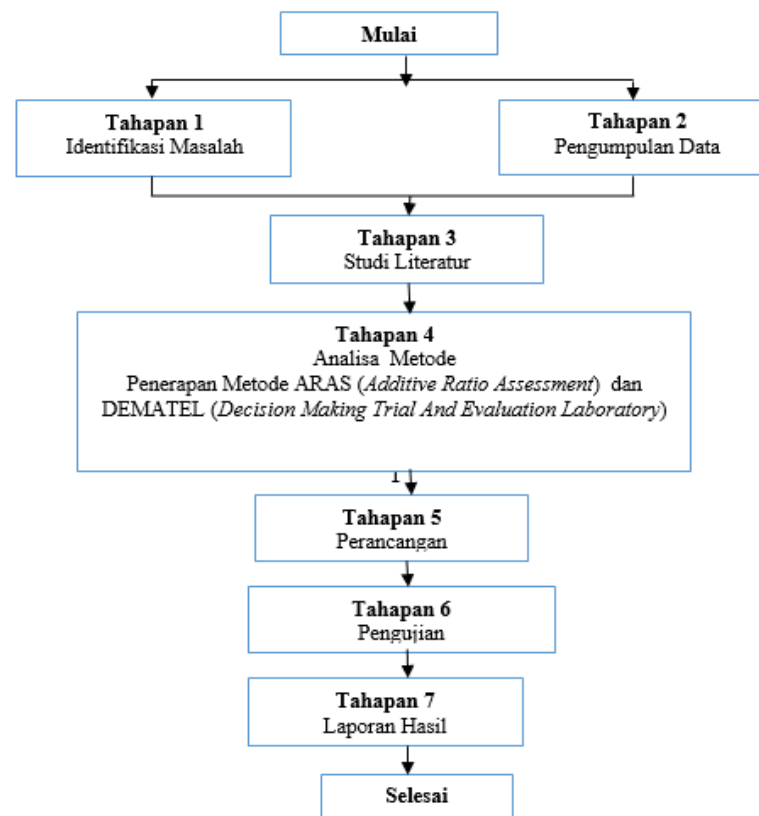 Mulai
Tahapan 1
Identifikasi Masalah
Tahapan 2
Pengumpulan Data
Tahapan 3
Studi Literatur
Tahapan 4
Analisa Metode
Penerapan Metode ARAS (Additive Ratio Assessment) dan
DEMATEL (Decision Making Trial And Evaluation Laboratory)
Tahapan 5
Perancangan
Tahapan 6
Pengujian
Tahapan 7
Laporan Hasil
Selesai